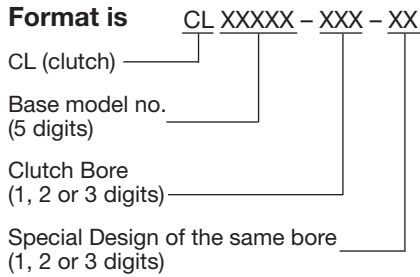 Format is CL XXXXX – XXX – XX
CL (clutch)
Base model no.
(5 digits)
Clutch Bore
(1, 2 or 3 digits)
Special Design of the same bore
(1, 2 or 3 digits)